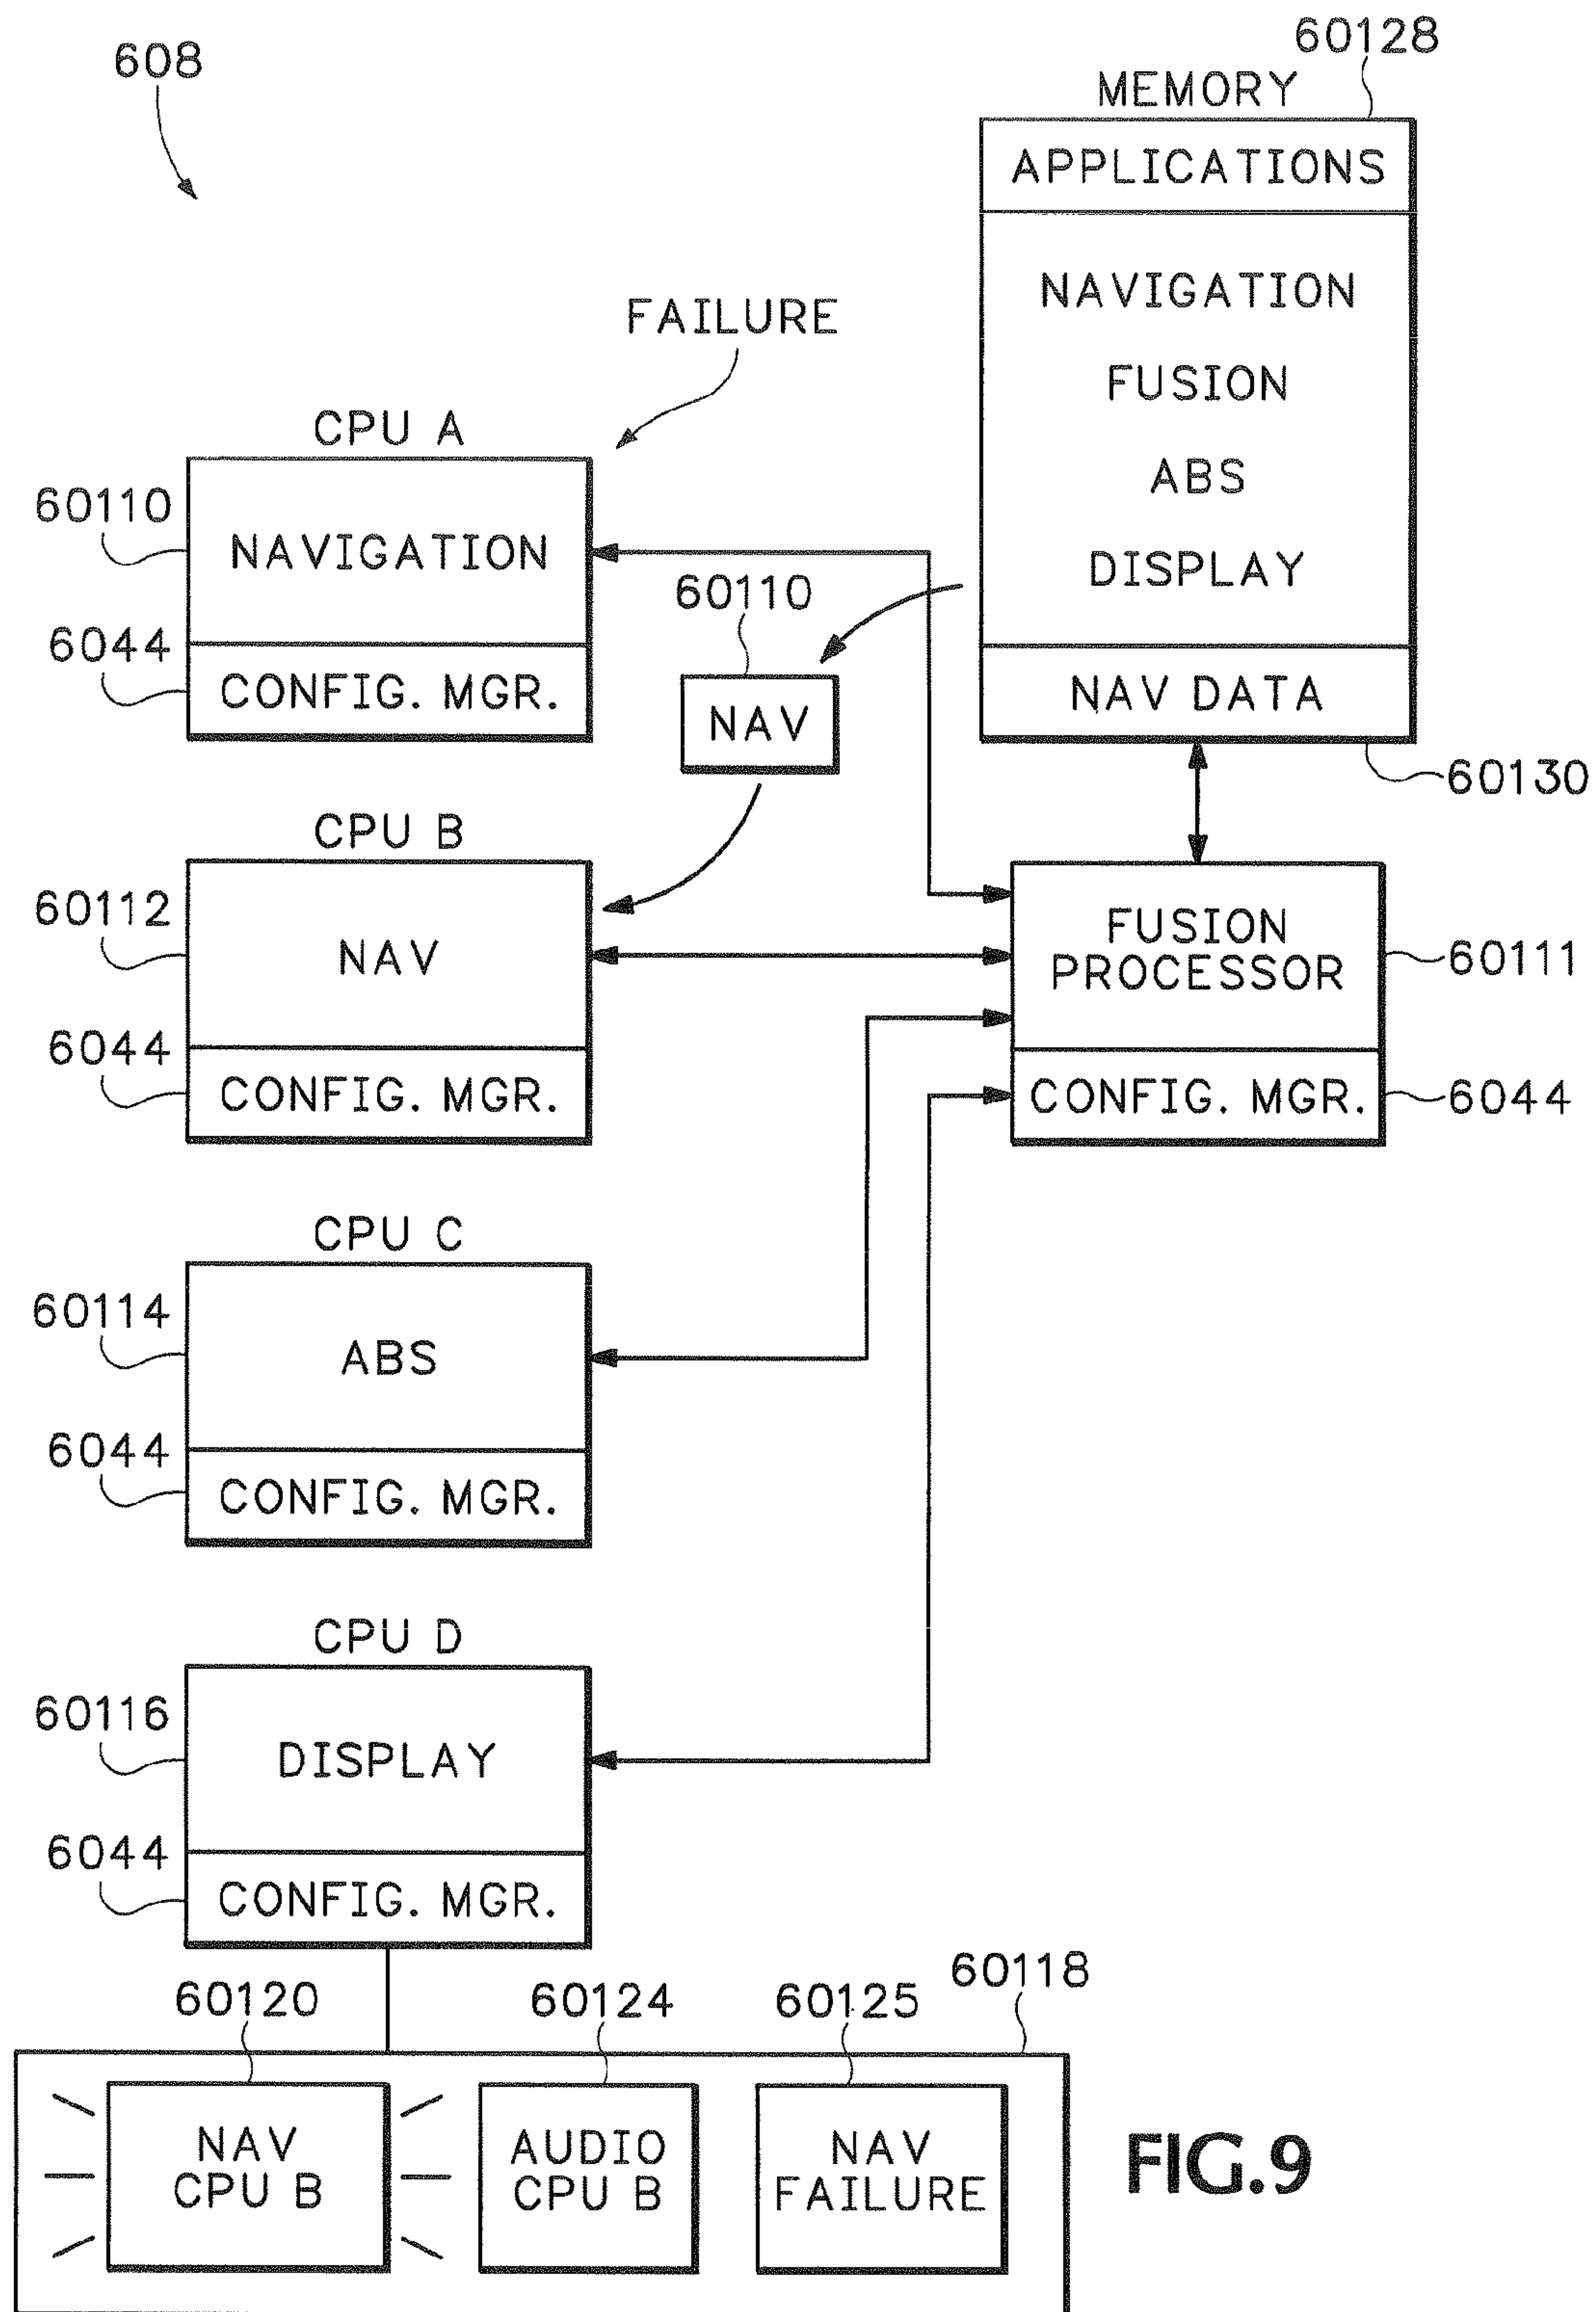 608
60128
MEMORY
APPLICATIONS
NAVIGATION
FUSION
ABS
DISPLAY
NAV DATA
60130
FAILURE
CPU A
60110
NAVIGATION
6044
CONFIG. MGR.
60110
NAV
CPU B
60112
NAV
6044
CONFIG. MGR.
FUSION
PROCESSOR
60111
CONFIG. MGR.
6044
CPU C
60114
ABS
6044
CONFIG. MGR.
CPU D
60116
DISPLAY
6044
CONFIG. MGR.
60120
60124
60125
60118
NAV
CPU B
AUDIO
CPU B
NAV
FAILURE
FIG.9